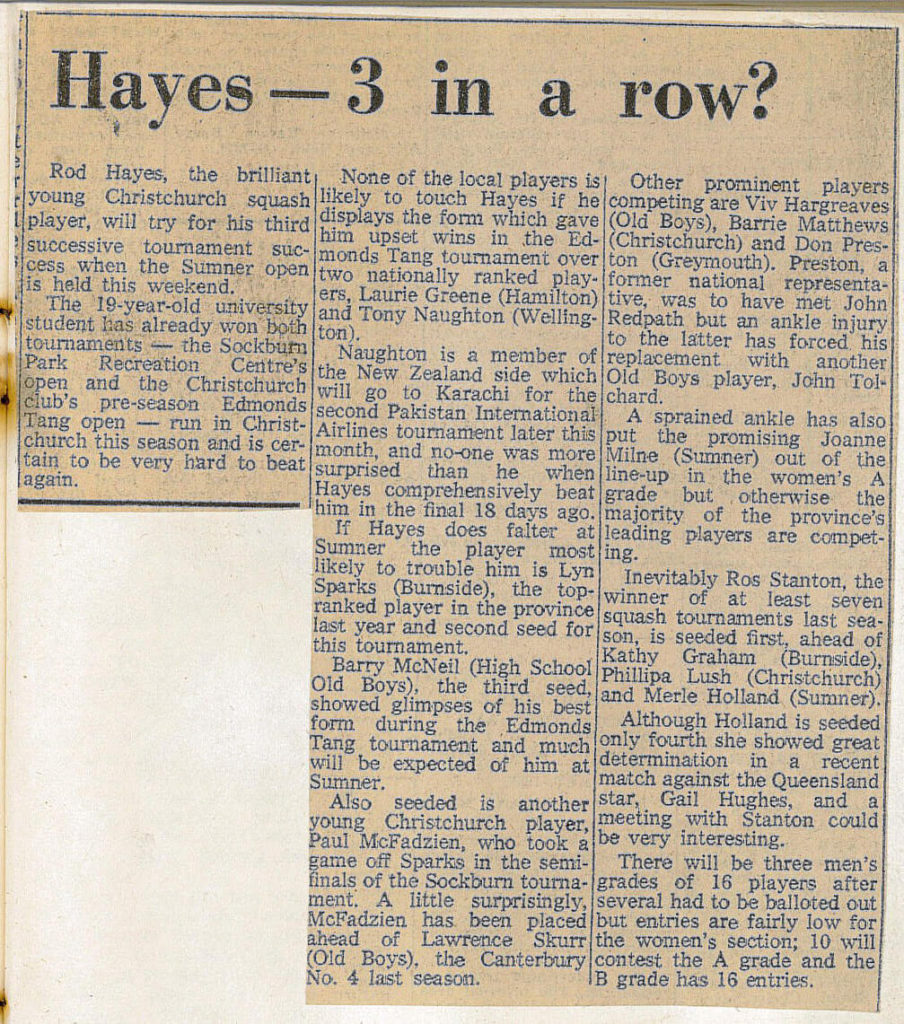 Hayes — 3 in a row?
Rod Hayes, the brilliant
young Christchurch squash
player, will try for his third
successive tournament suc-
cess when the Sumner open
is held this weekend.
The 19-year-old university
student has already won both
tournaments — the Sockburn
Park Recreation Centre's
open and the Christchurch
club's pre-season Edmonds
Tang open — run in Christ-
church this season and is cer-
tain to be very hard to beat
again.
None of the local players is
likely to touch Hayes if he
displays the form which gave
him upset wins in the Ed-
monds Tang tournament over
two nationally ranked play-
ers, Laurie Greene (Hamilton)
and Tony Naughton (Welling-
ton).
Naughton is a member of
the New Zealand side which
will go to Karachi for the
second Pakistan International
Airlines tournament later this
month, and no-one was more
surprised than he when
Hayes comprehensively beat
him in the final 18 days ago.
If Hayes does falter at
Sumner the player most
likely to trouble him is Lyn
Sparks (Burnside), the top-
ranked player in the province
last year and second seed for
this tournament.
Barry McNeil (High School
Old Boys), the third seed,
showed glimpses of his best
form during the Edmonds
Tang tournament and much
will be expected of him at
Sumner.
Also seeded is another
young Christchurch player,
Paul McFadzien, who took a
game off Sparks in the semi-
finals of the Sockburn tourna-
ment. A little surprisingly,
McFadzien has been placed
ahead of Lawrence Skurr
(Old Boys), the Canterbury
No. 4 last season.
Other prominent players
competing are Viv Hargreaves
(Old Boys), Barrie Matthews
(Christchurch) and Don Pres-
ton (Greymouth). Preston, a
former national representa-
tive, was to have met John
Redpath but an ankle injury
to the latter has forced his
replacement with another
Old Boys player, John Tol-
chard.
A sprained ankle has also
put the promising Joanne
Milne (Sumner) out of the
line-up in the women's A
grade but otherwise the
majority of the province's
leading players are compet-
ing.
Inevitably Ros Stanton, the
winner of at least seven
squash tournaments last sea-
son, is seeded first, ahead of
Kathy Graham (Burnside),
Phillipa Lush (Christchurch)
and Merle Holland (Sumner).
Although Holland is seeded
only fourth she showed great
determination in a recent
match against the Queensland
star, Gail Hughes, and a
meeting with Stanton could
be very interesting.
There will be three men's
grades of 16 players after
several had to be balloted out
but entries are fairly low for
the women's section; 10 will
contest the A grade and the
B grade has 16 entries.